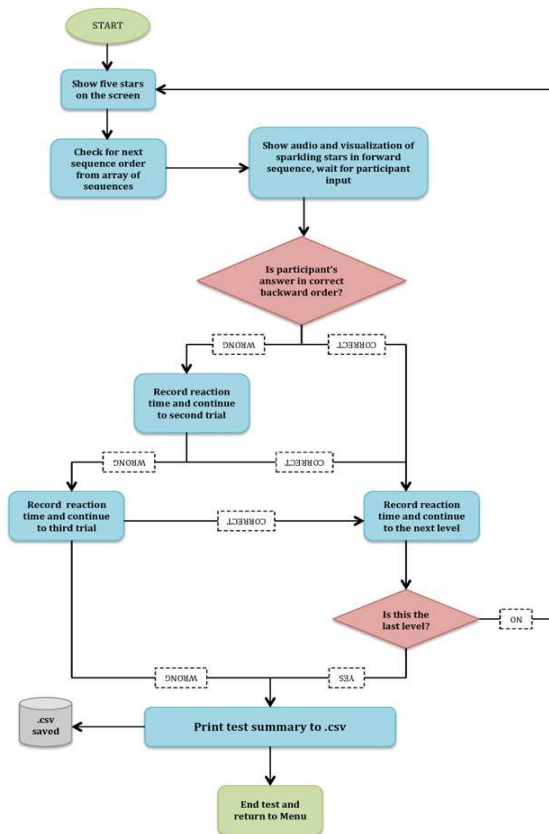 START
Show five stars
on the screen
Check for next
sequence order
from array of
sequences
Show audio and visualization of
sparkling stars in forward
sequence, wait for participant
input
Is participant's
answer in correct
backward order?
WRONG
CORRECT
Record reaction
time and continue
to second trial
WRONG
CORRECT
Record reaction
time and continue
to third trial
CORRECT
Record reaction
time and continue
to the next level
Is this the
last level?
NO
WRONG
YES
.csv
saved
Print test summary to .csv
End test and
return to Menu